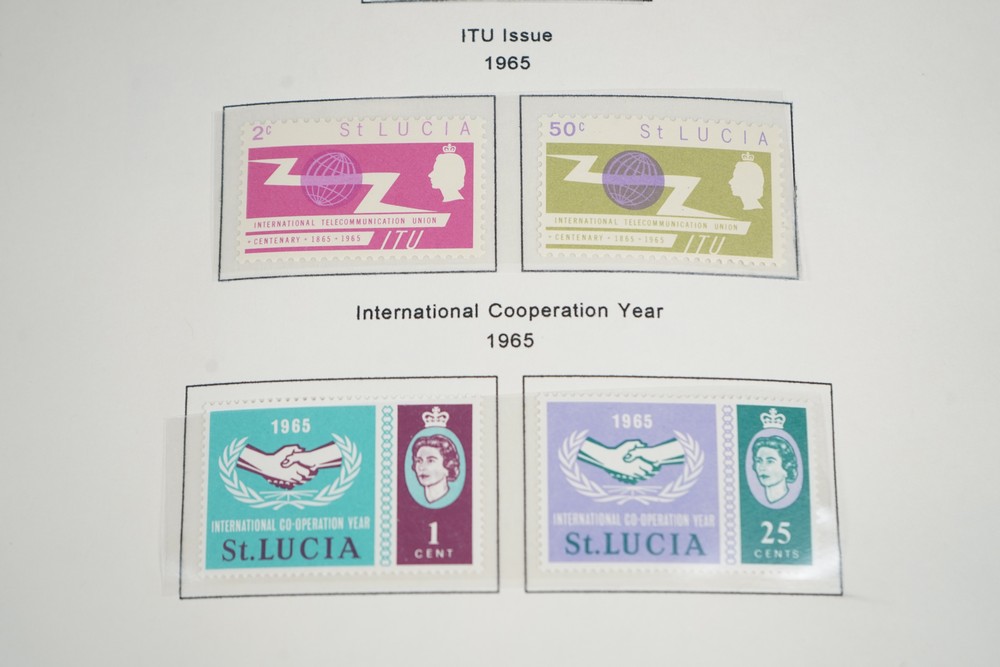 ITU Issue
1965
2c St LUCIA
INTERNATIONAL TELECOMMUNICATION UNION
• CENTENARY • 1865 • 1965 ITU
50c St LUCIA
INTERNATIONAL TELECOMMUNICATION UNION
• CENTENARY • 1865 • 1965 ITU
International Cooperation Year
1965
1965
INTERNATIONAL CO-OPERATION YEAR
St.LUCIA
1
CENT
1965
INTERNATIONAL CO-OPERATION YEAR
St.LUCIA
25
CENTS